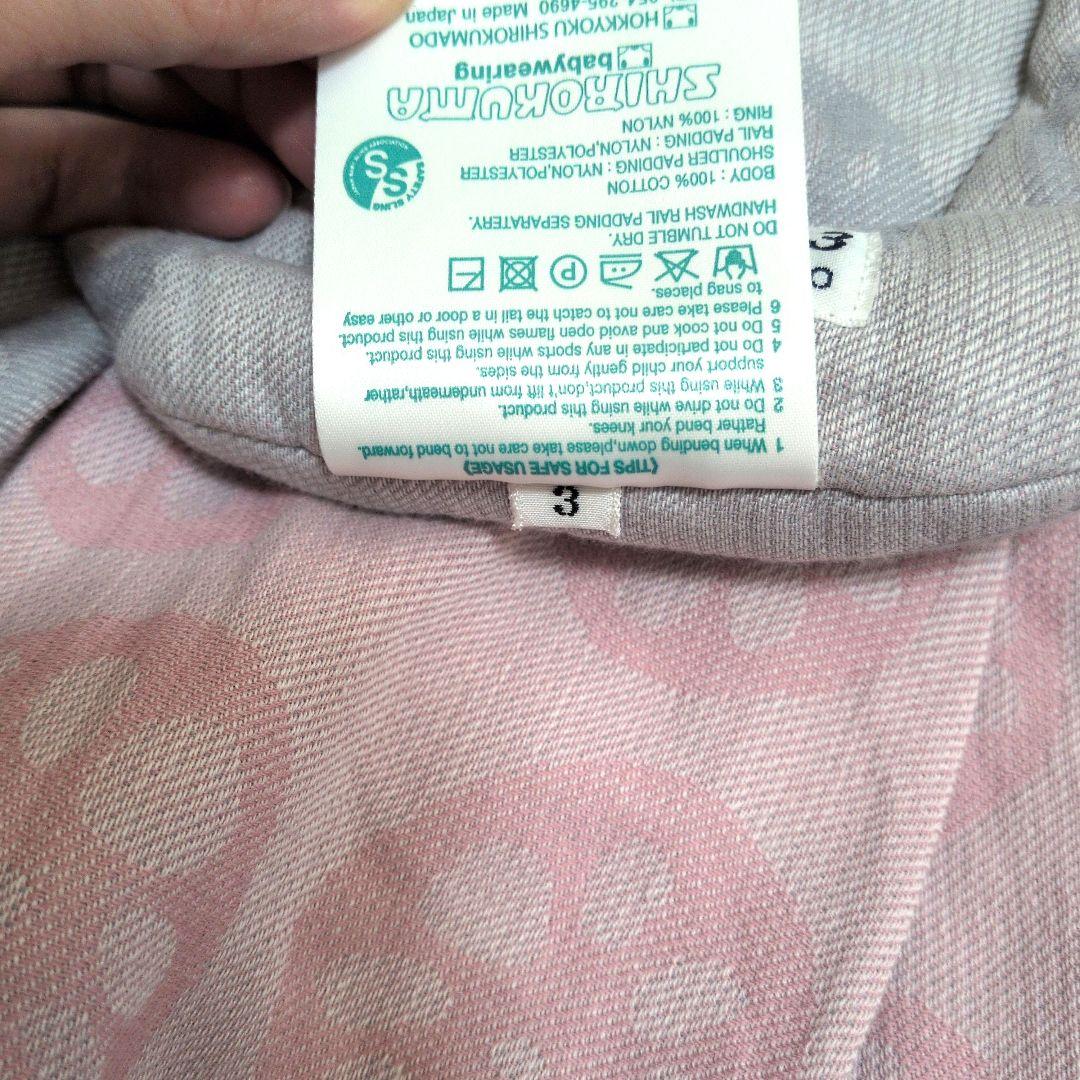 (TIPS FOR SAFE USAGE)
1 When bending down,please take care not to bend forward.
Rather bend your knees.
2 Do not drive while using this product.
3 While using this product,don't lift from underneath,rather
support your child gently from the sides.
4 Do not participate in any sports while using this product.
5 Do not cook and avoid open flames while using this product.
6 Please take care not to catch the tail in a door or other easy
to snag places.
P
DO NOT TUMBLE DRY.
HANDWASH RAIL PADDING SEPARATERY.
BODY : 100% COTTON
SHOULDER PADDING : NYLON,POLYESTER
RAIL PADDING : NYLON,POLYESTER
RING : 100% NYLON
SS
SAFETY SLING
SHIROKUMA
babywearing
HOKKYOKU SHIROKUMADO
295-4690 Made in Japan
3
3